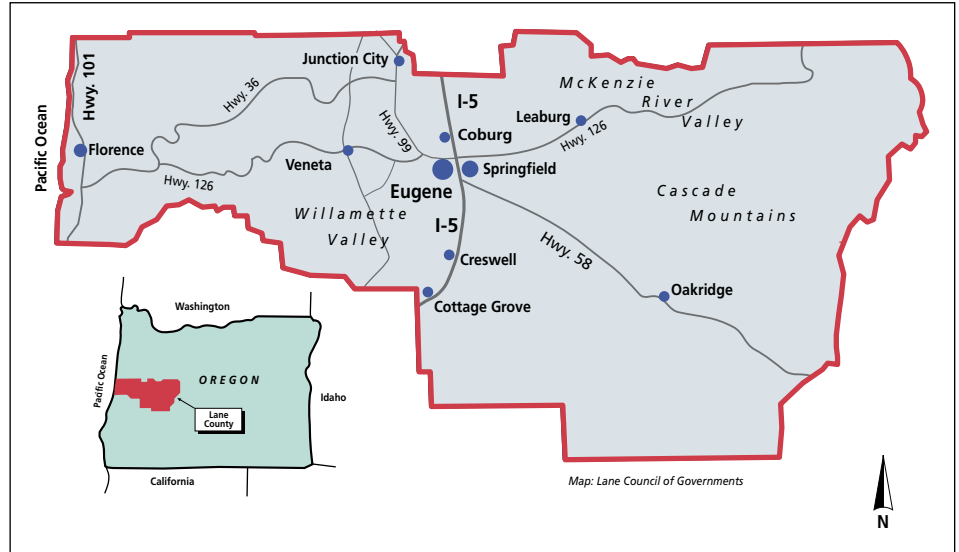 Junction City
Hwy. 101
Hwy. 36
I-5
McKenzie
River
Valley
Leaburg
Hwy. 126
Coburg
Hwy. 99
Pacific Ocean
Florence
Veneta
Springfield
Hwy. 126
Eugene
Cascade
Mountains
Willamette
Valley
I-5
Hwy. 58
Creswell
Oakridge
Cottage Grove
Washington
Pacific Ocean
OREGON
Idaho
Lane
County
California
Map: Lane Council of Governments
N